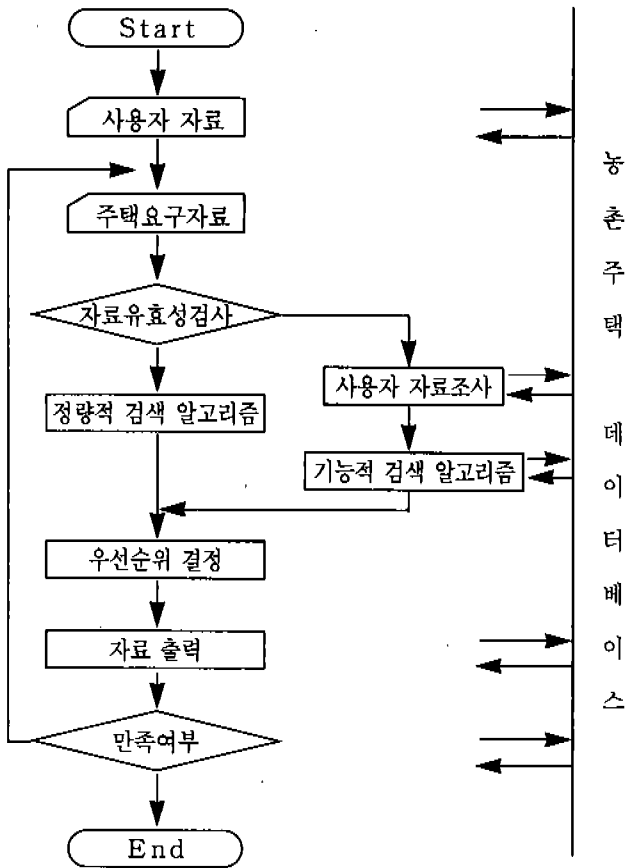 Start
사용자 자료
주택요구자료
자료유효성검사
정량적 검색 알고리즘
사용자 자료조사
기능적 검색 알고리즘
우선순위 결정
자료 출력
만족여부
End
농촌주택 데이터베이스